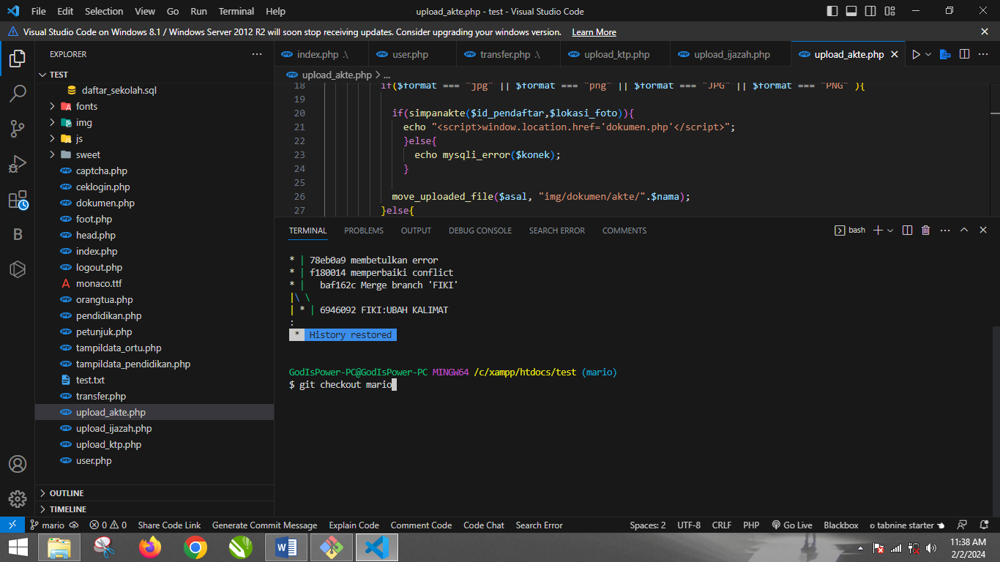 File Edit Selection View Go Run Terminal Help
upload_akte.php - test - Visual Studio Code
Visual Studio Code on Windows 8.1 / Windows Server 2012 R2 will soon stop receiving updates. Consider upgrading your windows version. Learn More
EXPLORER
TEST
daftar_sekolah.sql
fonts
img
js
sweet
captcha.php
ceklogin.php
dokumen.php
foot.php
head.php
index.php
logout.php
monaco.ttf
orangtua.php
pendidikan.php
petunjuk.php
tampildata_ortu.php
tampildata_pendidikan.php
test.txt
transfer.php
upload_akte.php
upload_ijazah.php
upload_ktp.php
user.php
OUTLINE
TIMELINE
index.php .\ user.php transfer.php .\ upload_ktp.php upload_ijazah.php upload_akte.php
upload_akte.php > ...
18 if($format === "jpg" || $format === "png" || $format === "JPG" || $format === "PNG" ){
19
20 if(simpanakte($id_pendaftar,$lokasi_foto)){
21 echo "<script>window.location.href='dokumen.php'</script>";
22 }else{
23 echo mysqli_error($konek);
24 }
25
26 move_uploaded_file($asal, "img/dokumen/akte/".$nama);
27 }else{
TERMINAL PROBLEMS OUTPUT DEBUG CONSOLE SEARCH ERROR COMMENTS
bash
* | 78eb0a9 membetulkan error
* | f180014 memperbaiki conflict
* |   baf162c Merge branch 'FIKI'
|\ \
| * | 6946092 FIKI:UBAH KALIMAT
:
* History restored
GodIsPower-PC@GodIsPower-PC MINGW64 /c/xampp/htdocs/test (mario)
$ git checkout mario
mario 0 0 Share Code Link Generate Commit Message Explain Code Comment Code Code Chat Search Error
Spaces: 2 UTF-8 CRLF PHP Go Live Blackbox tabnine starter
11:38 AM
2/2/2024